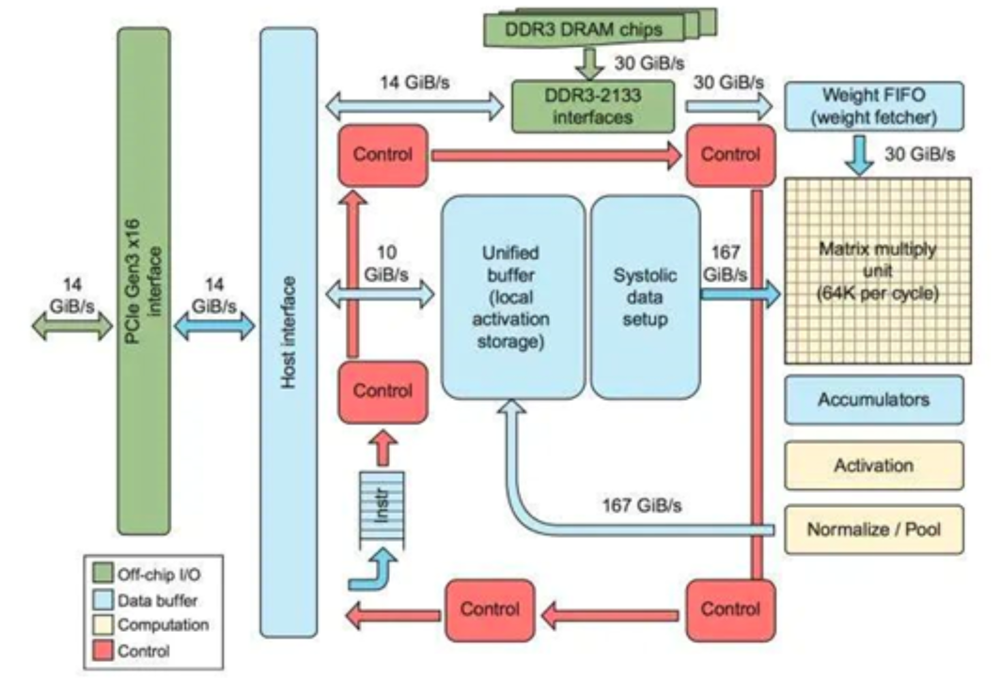 DDR3 DRAM chips
30 GiB/s
14 GiB/s
DDR3-2133
interfaces
30 GiB/s
Weight FIFO
(weight fetcher)
30 GiB/s
Control
Control
PCIe Gen3 x16
interface
Host interface
14
GiB/s
14
GiB/s
10
GiB/s
Unified
buffer
(local
activation
storage)
Systolic
data
setup
167
GiB/s
Matrix multiply
unit
(64K per cycle)
Control
Accumulators
Instr
Activation
167 GiB/s
Normalize / Pool
Off-chip I/O
Data buffer
Computation
Control
Control
Control